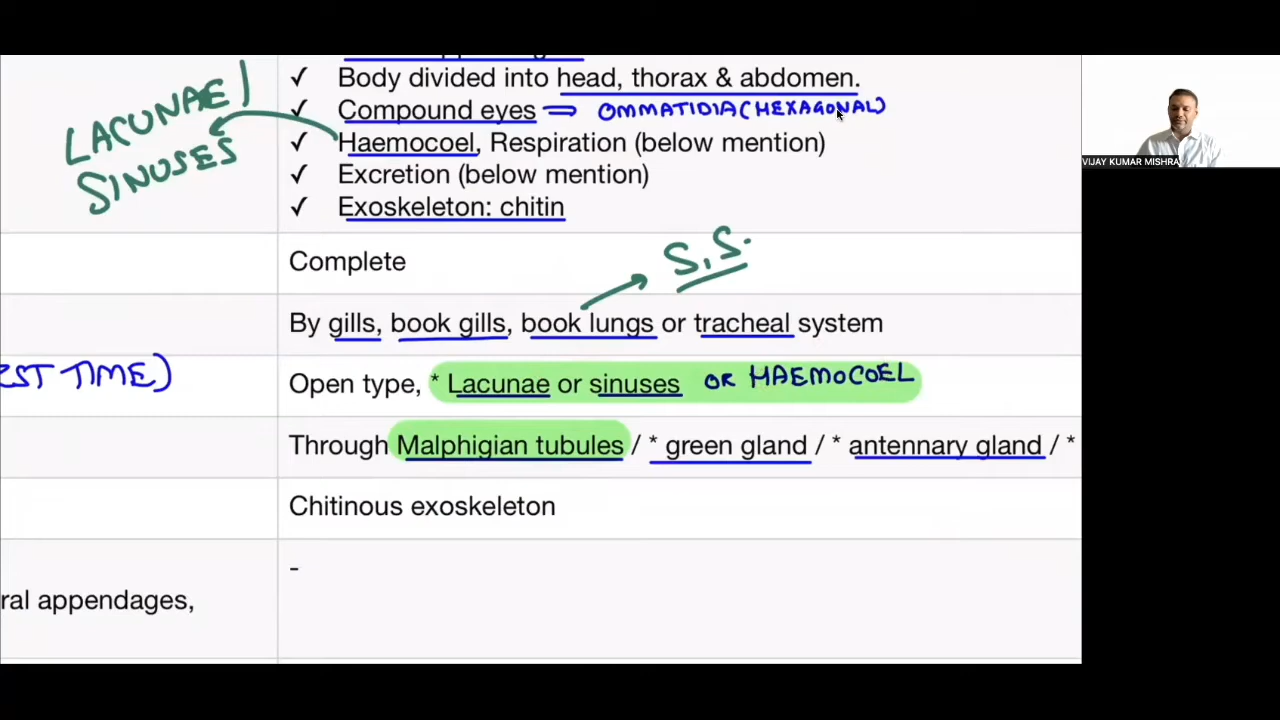 ✓ Body divided into head, thorax & abdomen.
✓ Compound eyes ⇒ OMMATIDIA (HEXAGONAL)
LACUNAE/
SINUSES
✓ Haemocoel, Respiration (below mention)
✓ Excretion (below mention)
✓ Exoskeleton: chitin
VIJAY KUMAR MISHRA
Complete
S.S.
By gills, book gills, book lungs or tracheal system
TIME)
Open type, * Lacunae or sinuses OR HAEMOCOEL
Through Malphigian tubules / * green gland / * antennary gland / *
Chitinous exoskeleton
-
ral appendages,